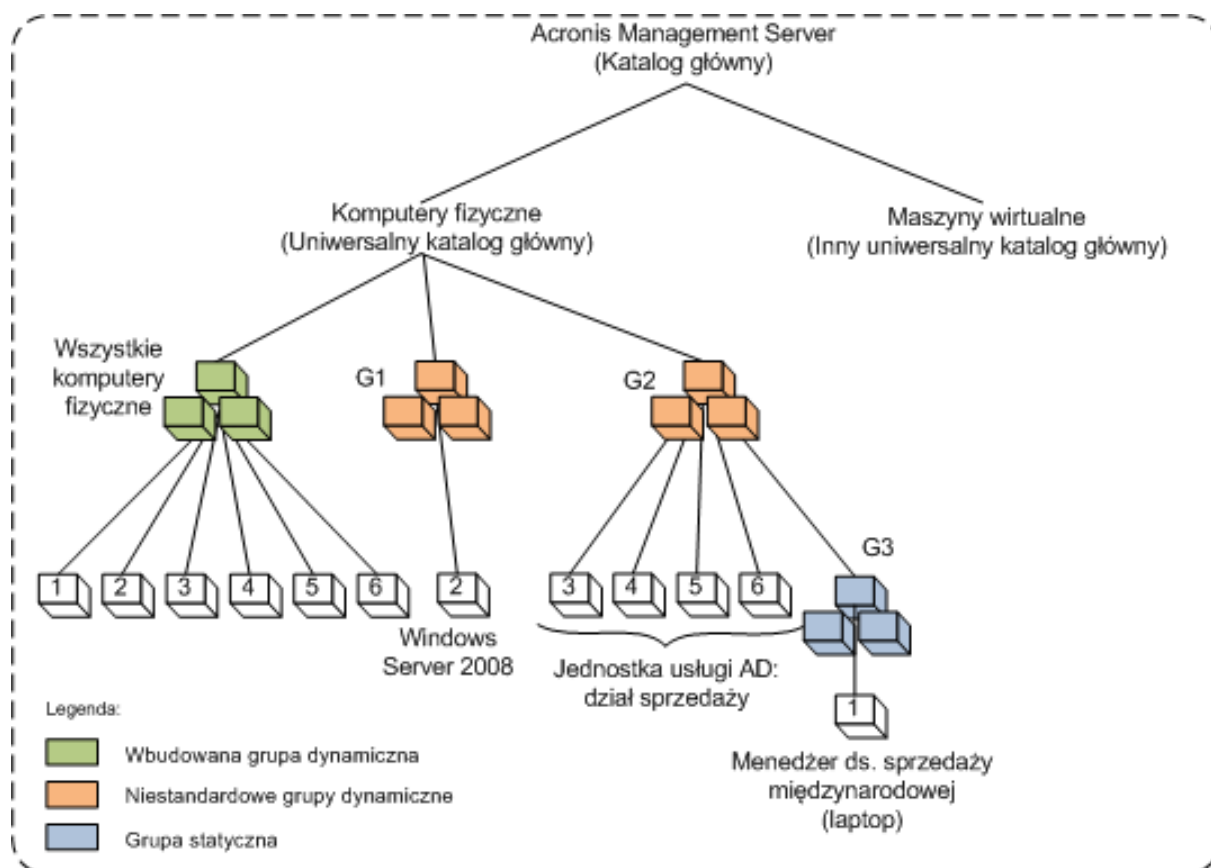 Acronis Management Server
(Katalog główny)
Komputery fizyczne
(Uniwersalny katalog główny)
Maszyny wirtualne
(Inny uniwersalny katalog główny)
Wszystkie
komputery
fizyczne
G1
G2
1
2
3
4
5
6
2
Windows
Server 2008
3
4
5
6
Jednostka usługi AD:
dział sprzedaży
G3
1
Menedżer ds. sprzedaży
międzynarodowej
(laptop)
Legenda:
Wbudowana grupa dynamiczna
Niestandardowe grupy dynamiczne
Grupa statyczna